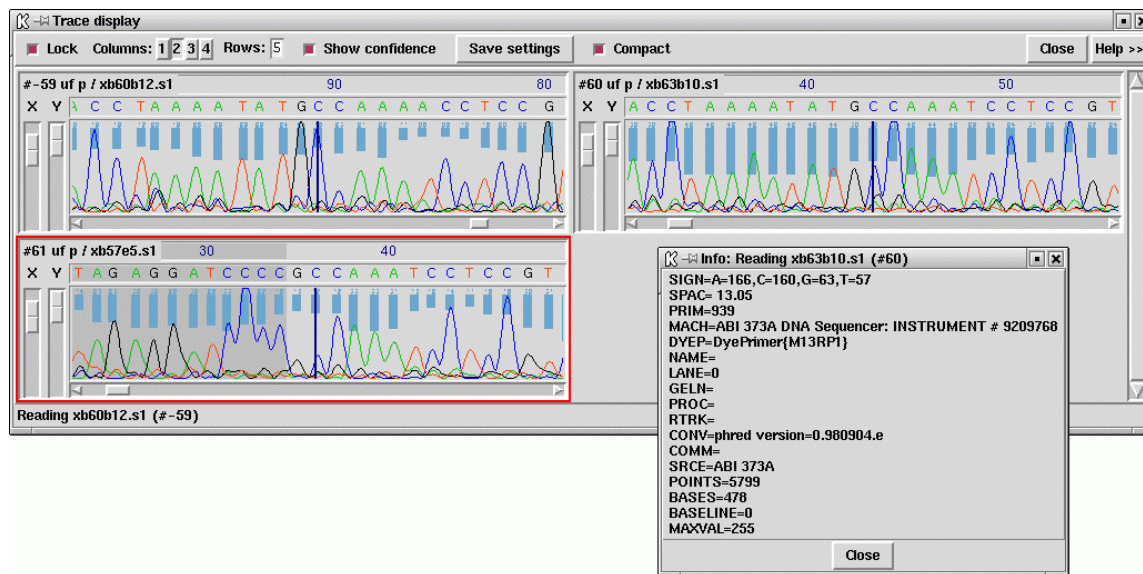 Trace display
Lock Columns: 1 2 3 4 Rows: 5 Show confidence Save settings Compact Close Help >>
#-59 uf p / xb60b12.s1 90 80
X Y A C C T A A A A T A T G C C A A A A C C T C C G
#60 uf p / xb63b10.s1 40 50
X Y A C C T A A A A T A T G C C A A A T C C T C C G T
#61 uf p / xb57e5.s1 30 40
X Y T A G A G G A T C C C C G C C A A A T C C T C C G T
Reading xb60b12.s1 (#-59)
Info: Reading xb63b10.s1 (#60)
SIGN=A=166,C=160,G=63,T=57
SPAC= 13.05
PRIM=939
MACH=ABI 373A DNA Sequencer: INSTRUMENT # 9209768
DYEP=DyePrimer{M13RP1}
NAME=
LANE=0
GELN=
PROC=
RTRK=
CONV=phred version=0.980904.e
COMM=
SRCE=ABI 373A
POINTS=5799
BASES=478
BASELINE=0
MAXVAL=255
Close